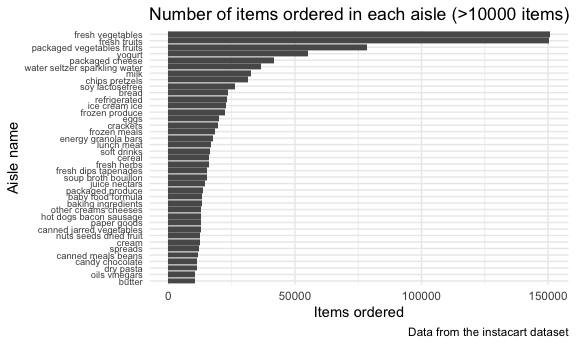 Number of items ordered in each aisle (>10000 items)
Aisle name
fresh vegetables
fresh fruits
packaged vegetables fruits
yogurt
packaged cheese
water seltzer sparkling water
milk
chips pretzels
soy lactosefree
bread
refrigerated
ice cream ice
frozen produce
eggs
crackers
frozen meals
energy granola bars
lunch meat
soft drinks
cereal
fresh herbs
fresh dips tapenades
soup broth bouillon
juice nectars
packaged produce
baby food formula
baking ingredients
other creams cheeses
hot dogs bacon sausage
paper goods
canned jarred vegetables
nuts seeds dried fruit
cream
spreads
canned meals beans
candy chocolate
dry pasta
oils vinegars
butter
0 50000 100000 150000
Items ordered
Data from the instacart dataset